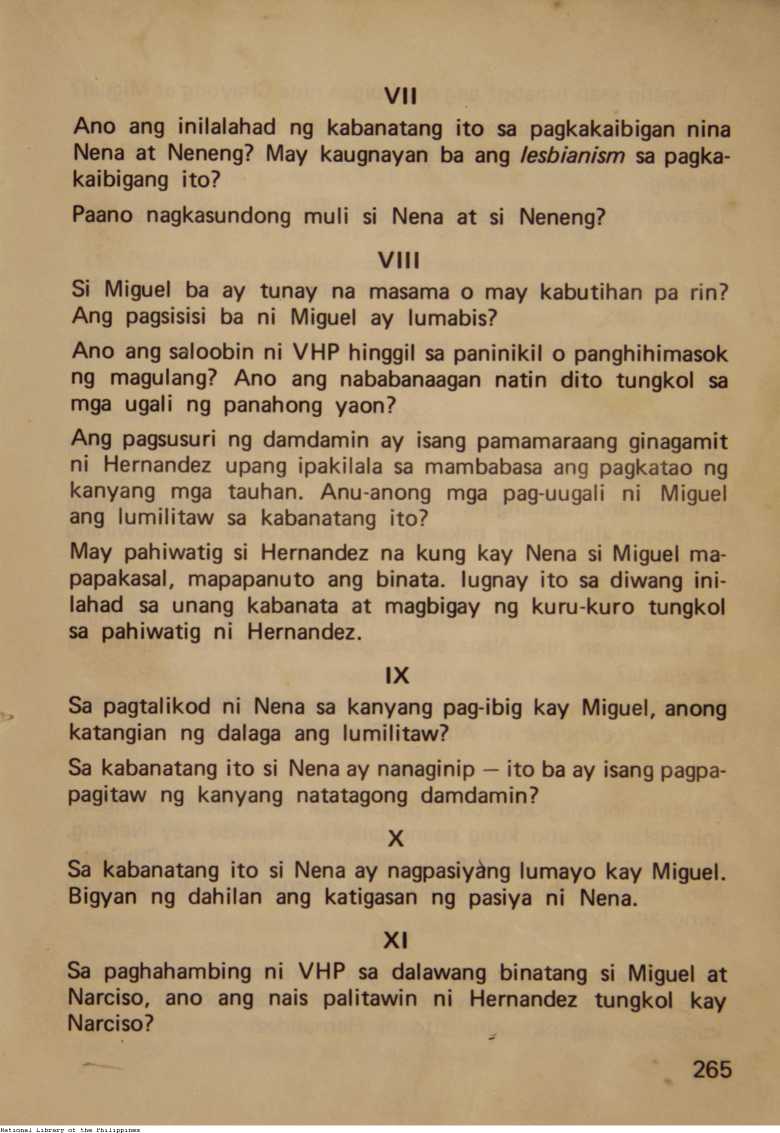 VII
Ano ang inilalahad ng kabanatang ito sa pagkakaibigan nina
Nena at Neneng? May kaugnayan ba ang lesbianism sa pagka-
kaibigang ito?
Paano nagkasundong muli si Nena at si Neneng?
VIII
Si Miguel ba ay tunay na masama o may kabutihan pa rin?
Ang pagsisisi ba ni Miguel ay lumabis?
Ano ang saloobin ni VHP hinggil sa paninikil o panghihimasok
ng magulang? Ano ang nababanaagan natin dito tungkol sa
mga ugali ng panahong yaon?
Ang pagsusuri ng damdamin ay isang pamamaraang ginagamit
ni Hernandez upang ipakilala sa mambabasa ang pagkatao ng
kanyang mga tauhan. Anu-anong mga pag-uugali ni Miguel
ang lumilitaw sa kabanatang ito?
May pahiwatig si Hernandez na kung kay Nena si Miguel ma-
papakasal, mapapanuto ang binata. Iugnay ito sa diwang ini-
lahad sa unang kabanata at magbigay ng kuru-kuro tungkol
sa pahiwatig ni Hernandez.
IX
Sa pagtalikod ni Nena sa kanyang pag-ibig kay Miguel, anong
katangian ng dalaga ang lumilitaw?
Sa kabanatang ito si Nena ay nanaginip — ito ba ay isang pagpa-
pagitaw ng kanyang natatagong damdamin?
X
Sa kabanatang ito si Nena ay nagpasiyang lumayo kay Miguel.
Bigyan ng dahilan ang katigasan ng pasiya ni Nena.
XI
Sa paghahambing ni VHP sa dalawang binatang si Miguel at
Narciso, ano ang nais palitawin ni Hernandez tungkol kay
Narciso?
265
National Library of the Philippines